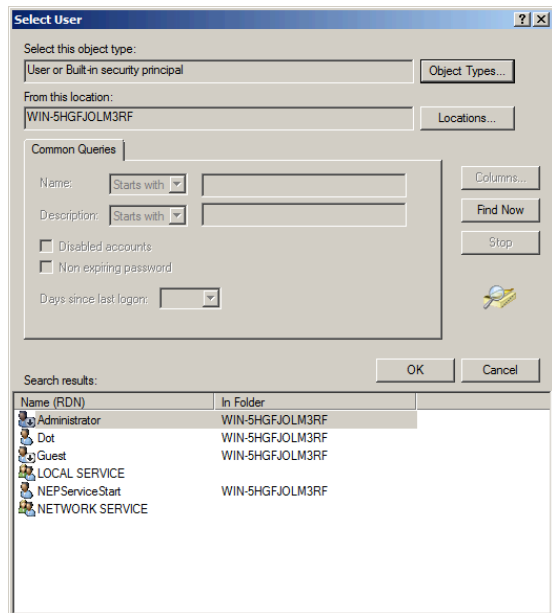 Select User
Select this object type:
User or Built-in security principal
Object Types...
From this location:
WIN-5HGFJOLM3RF
Locations...
Common Queries
Name: Starts with
Columns...
Description: Starts with
Find Now
Disabled accounts
Stop
Non expiring password
Days since last logon:
OK Cancel
Search results:
Name (RDN) In Folder
Administrator WIN-5HGFJOLM3RF
Dot WIN-5HGFJOLM3RF
Guest WIN-5HGFJOLM3RF
LOCAL SERVICE
NEPServiceStart WIN-5HGFJOLM3RF
NETWORK SERVICE